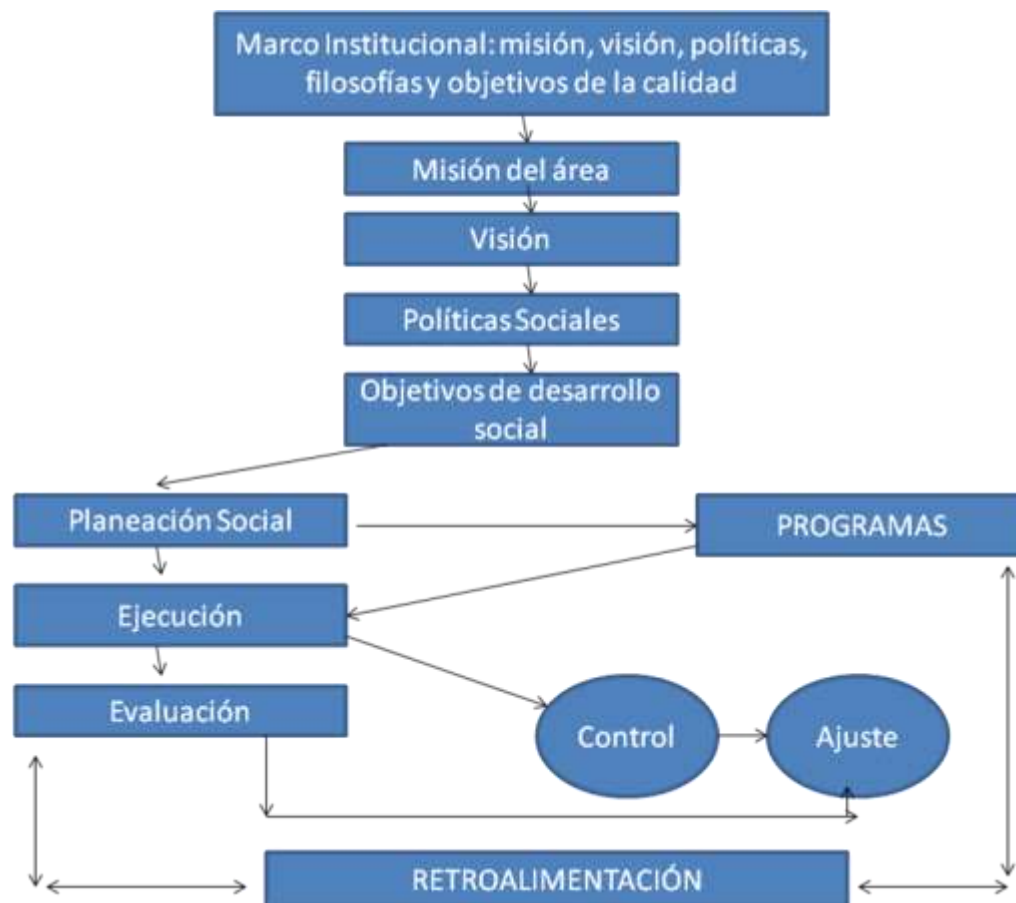 Marco Institucional: misión, visión, políticas,
filosofías y objetivos de la calidad
Misión del área
Visión
Políticas Sociales
Objetivos de desarrollo
social
Planeación Social
PROGRAMAS
Ejecución
Evaluación
Control
Ajuste
RETROALIMENTACIÓN